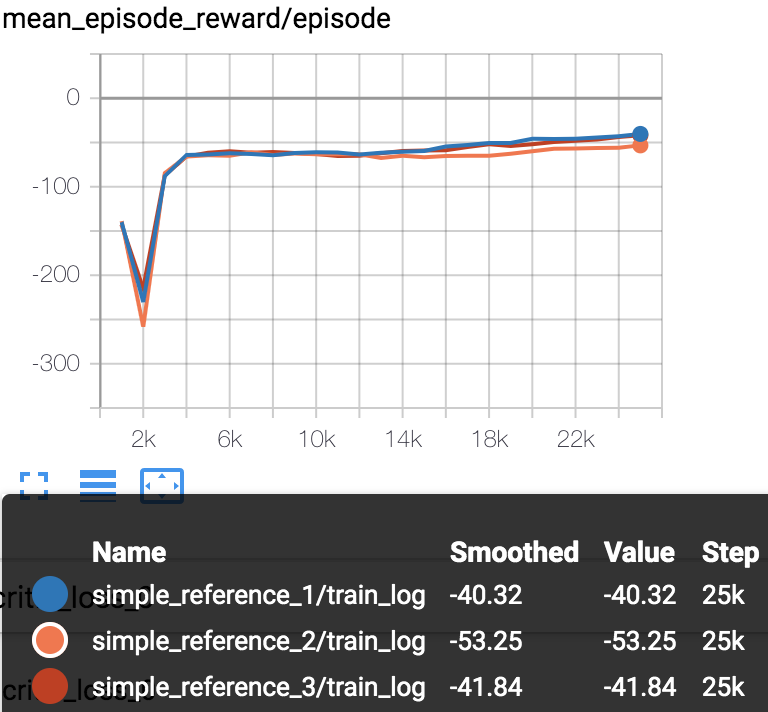 mean_episode_reward/episode
0
-100
-200
-300
2k 6k 10k 14k 18k 22k
Name Smoothed Value Step
simple_reference_1/train_log -40.32 -40.32 25k
simple_reference_2/train_log -53.25 -53.25 25k
simple_reference_3/train_log -41.84 -41.84 25k